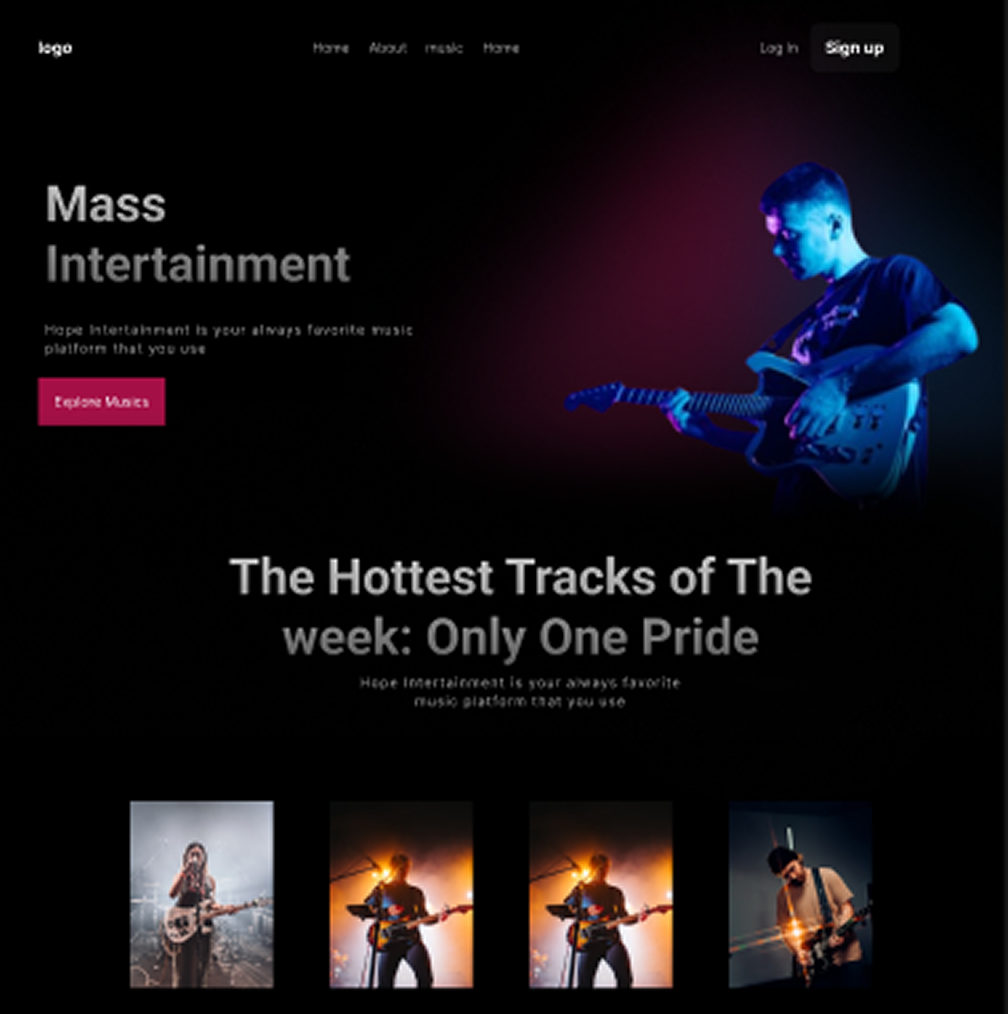 logo
Home About music Home
Log In
Sign up
Mass
Intertainment
Hope Intertainment is your always favorite music
platform that you use
Explore Musics
The Hottest Tracks of The
week: Only One Pride
Hope Intertainment is your always favorite
music platform that you use